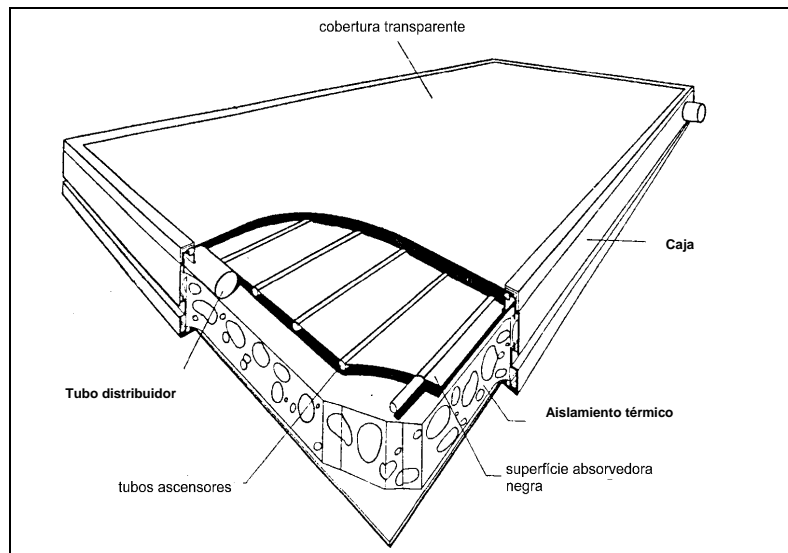 cobertura transparente
Caja
Tubo distribuidor
Aislamiento térmico
superfície absorvedora
negra
tubos ascensores